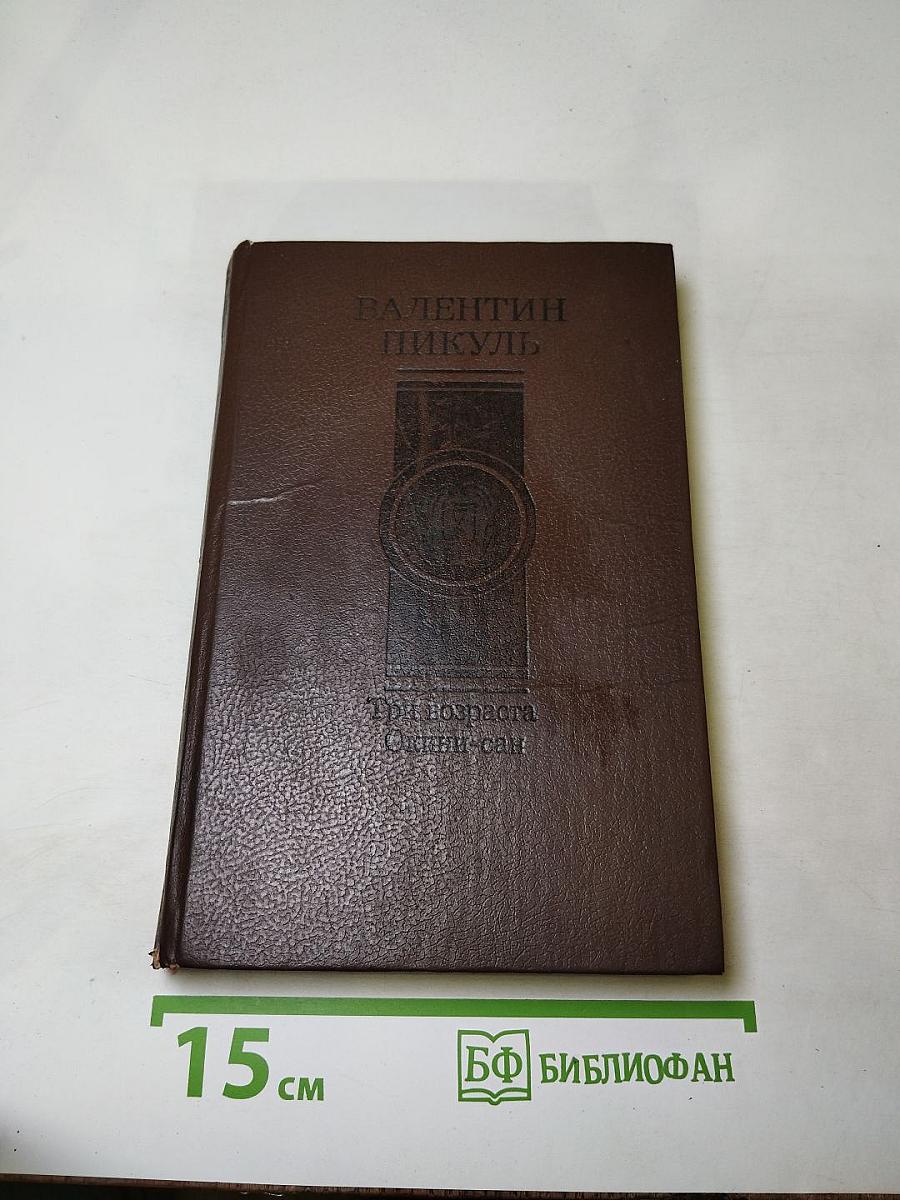 ВАЛЕНТИН
ПИКУЛЬ
Три возраста
Окини-сан
15 см
БФ БИБЛИОФАН